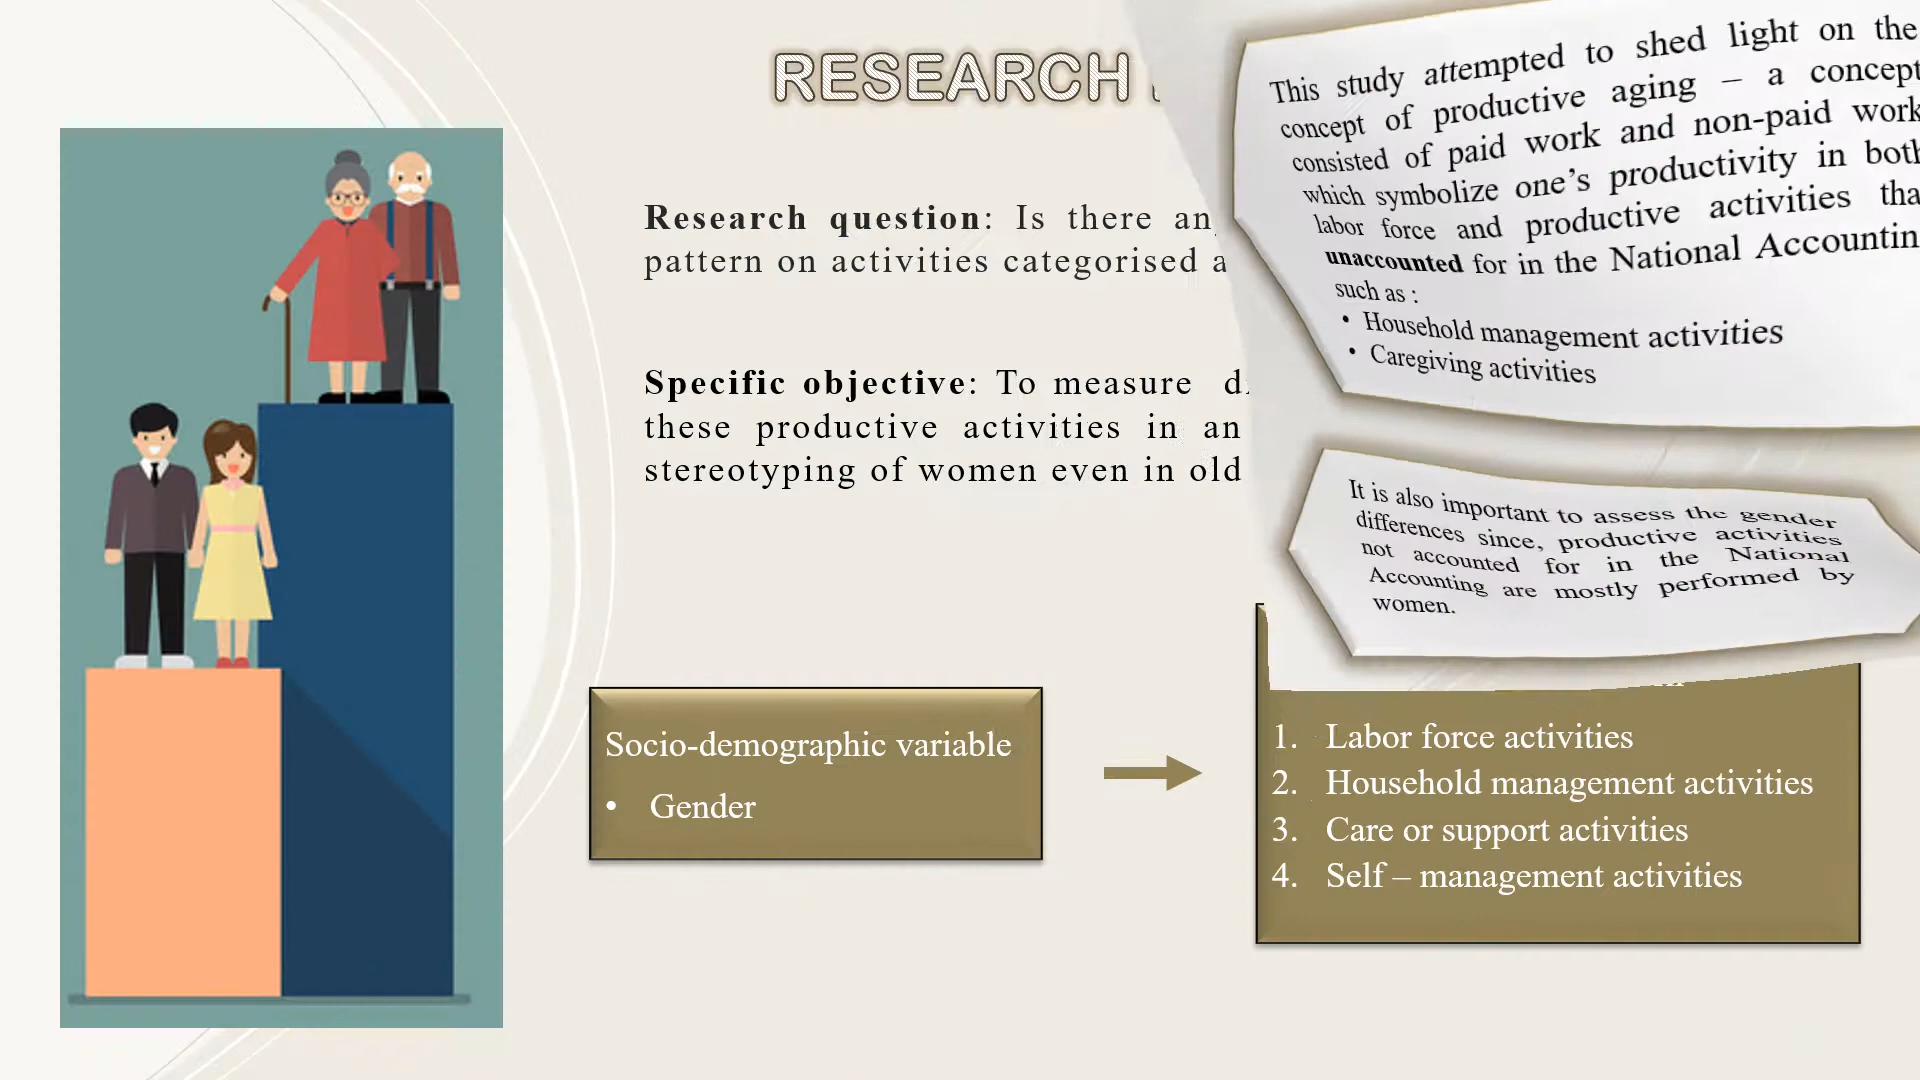 RESEARCH
Research question: Is there an
pattern on activities categorised
Specific objective: To measure
these productive activities in an
stereotyping of women even in old
This study attempted to shed light on the
concept of productive aging – a concept
consisted of paid work and non-paid work
which symbolize one’s productivity in both
labor force and productive activities
unaccounted for in the National
such as :
• Household management activities
• Caregiving activities
It is also important to assess the gender
differences since, productive activities
not accounted for in the National
Accounting are mostly performed by
women.
Socio-demographic variable
• Gender
1. Labor force activities
2. Household management activities
3. Care or support activities
4. Self – management activities